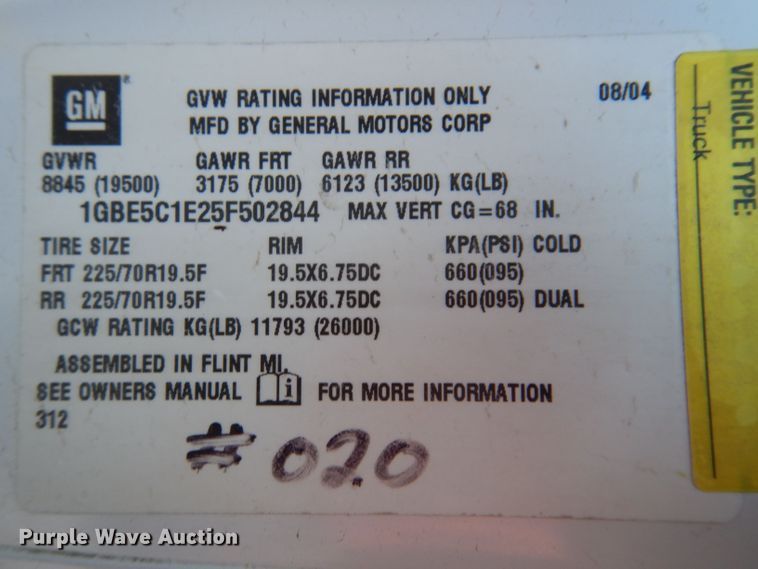 GM
GVW RATING INFORMATION ONLY 08/04
MFD BY GENERAL MOTORS CORP
GVWR GAWR FRT GAWR RR
8845 (19500) 3175 (7000) 6123 (13500) KG(LB)
1GBE5C1E25F502844 MAX VERT CG=68 IN.
TIRE SIZE RIM KPA(PSI) COLD
FRT 225/70R19.5F 19.5X6.75DC 660(095)
RR 225/70R19.5F 19.5X6.75DC 660(095) DUAL
GCW RATING KG(LB) 11793 (26000)
ASSEMBLED IN FLINT MI.
SEE OWNERS MANUAL i FOR MORE INFORMATION
312
#020
VEHICLE TYPE:
Truck
Purple Wave Auction